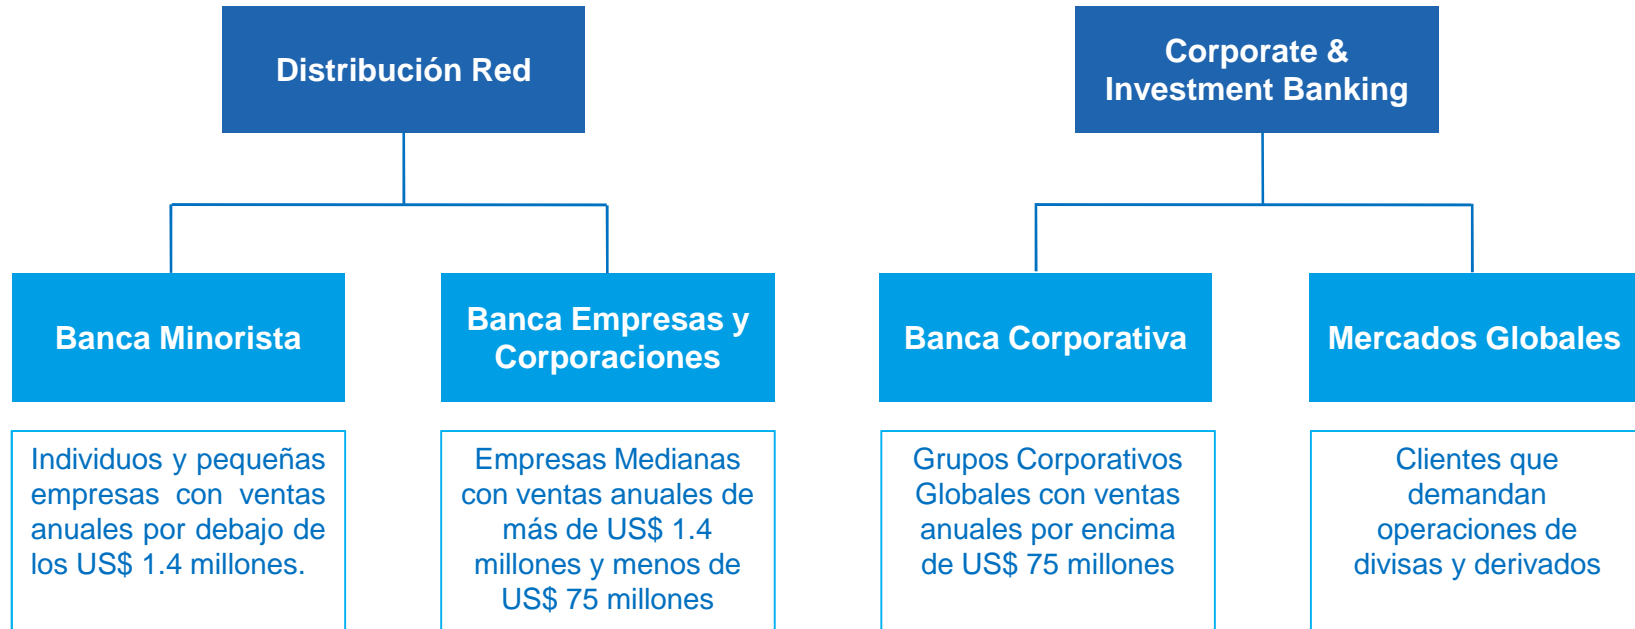 Distribución Red
Corporate &
Investment Banking
Banca Minorista
Banca Empresas y
Corporaciones
Banca Corporativa
Mercados Globales
Individuos y pequeñas
empresas con ventas
anuales por debajo de
los US$ 1.4 millones.
Empresas Medianas
con ventas anuales de
más de US$ 1.4
millones y menos de
US$ 75 millones
Grupos Corporativos
Globales con ventas
anuales por encima
de US$ 75 millones
Clientes que
demandan
operaciones de
divisas y derivados